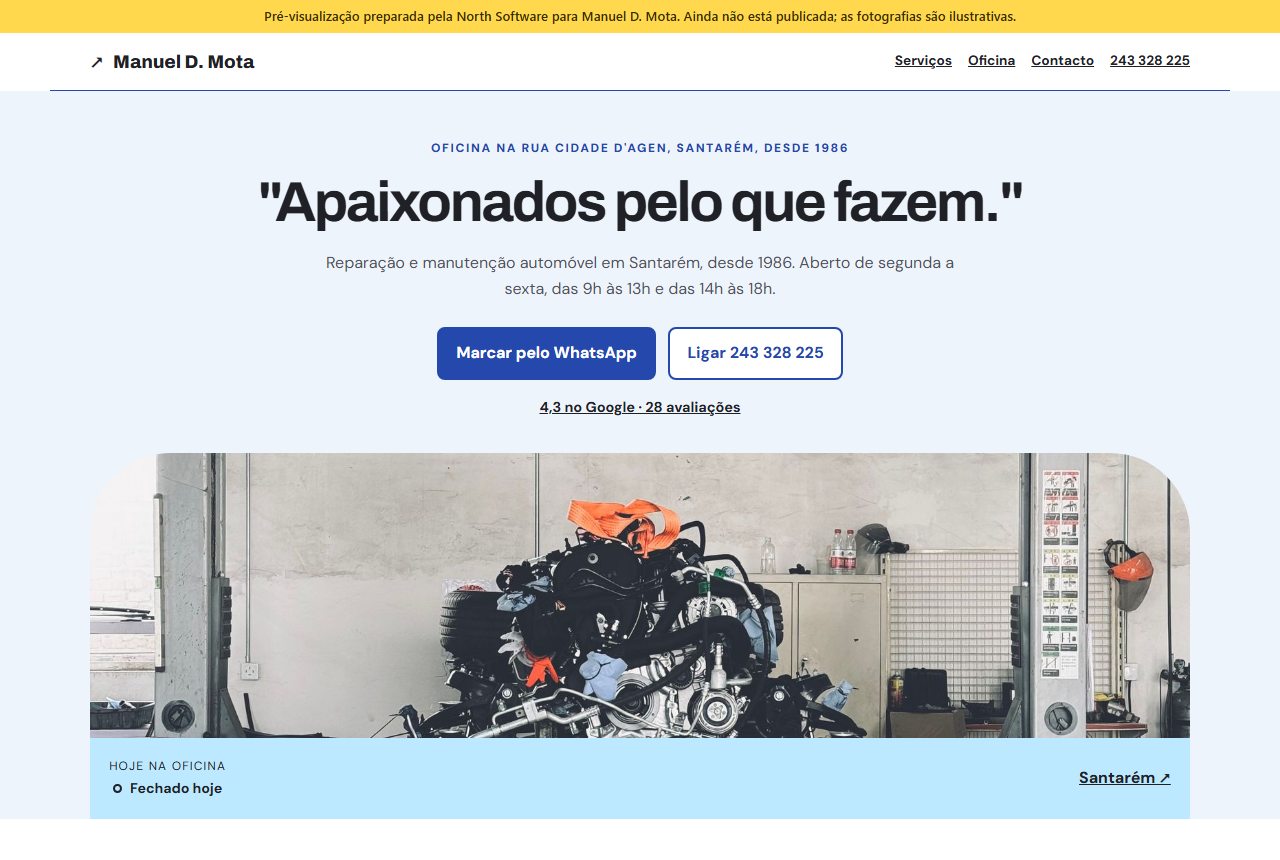 Pré-visualização preparada pela North Software para Manuel D. Mota. Ainda não está publicada; as fotografias são ilustrativas.
↗ Manuel D. Mota
Serviços Oficina Contacto 243 328 225
OFICINA NA RUA CIDADE D'AGEN, SANTARÉM, DESDE 1986
"Apaixonados pelo que fazem."
Reparação e manutenção automóvel em Santarém, desde 1986. Aberto de segunda a
sexta, das 9h às 13h e das 14h às 18h.
Marcar pelo WhatsApp Ligar 243 328 225
4,3 no Google · 28 avaliações
HOJE NA OFICINA
Fechado hoje
Santarém ↗